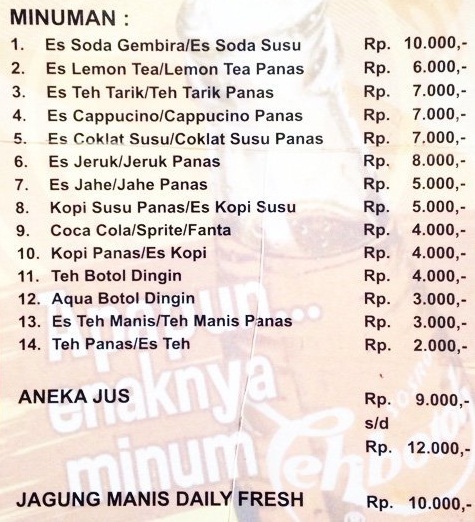 MINUMAN :
1. Es Soda Gembira/Es Soda Susu Rp. 10.000,-
2. Es Lemon Tea/Lemon Tea Panas Rp. 6.000,-
3. Es Teh Tarik/Teh Tarik Panas Rp. 7.000,-
4. Es Cappucino/Cappucino Panas Rp. 7.000,-
5. Es Coklat Susu/Coklat Susu Panas Rp. 7.000,-
6. Es Jeruk/Jeruk Panas Rp. 8.000,-
7. Es Jahe/Jahe Panas Rp. 5.000,-
8. Kopi Susu Panas/Es Kopi Susu Rp. 5.000,-
9. Coca Cola/Sprite/Fanta Rp. 4.000,-
10. Kopi Panas/Es Kopi Rp. 4.000,-
11. Teh Botol Dingin Rp. 4.000,-
12. Aqua Botol Dingin Rp. 3.000,-
13. Es Teh Manis/Teh Manis Panas Rp. 3.000,-
14. Teh Panas/Es Teh Rp. 2.000,-
Apapun...
enaknya
minum
Tehbotol
ANEKA JUS Rp. 9.000,-
s/d
Rp. 12.000,-
JAGUNG MANIS DAILY FRESH Rp. 10.000,-